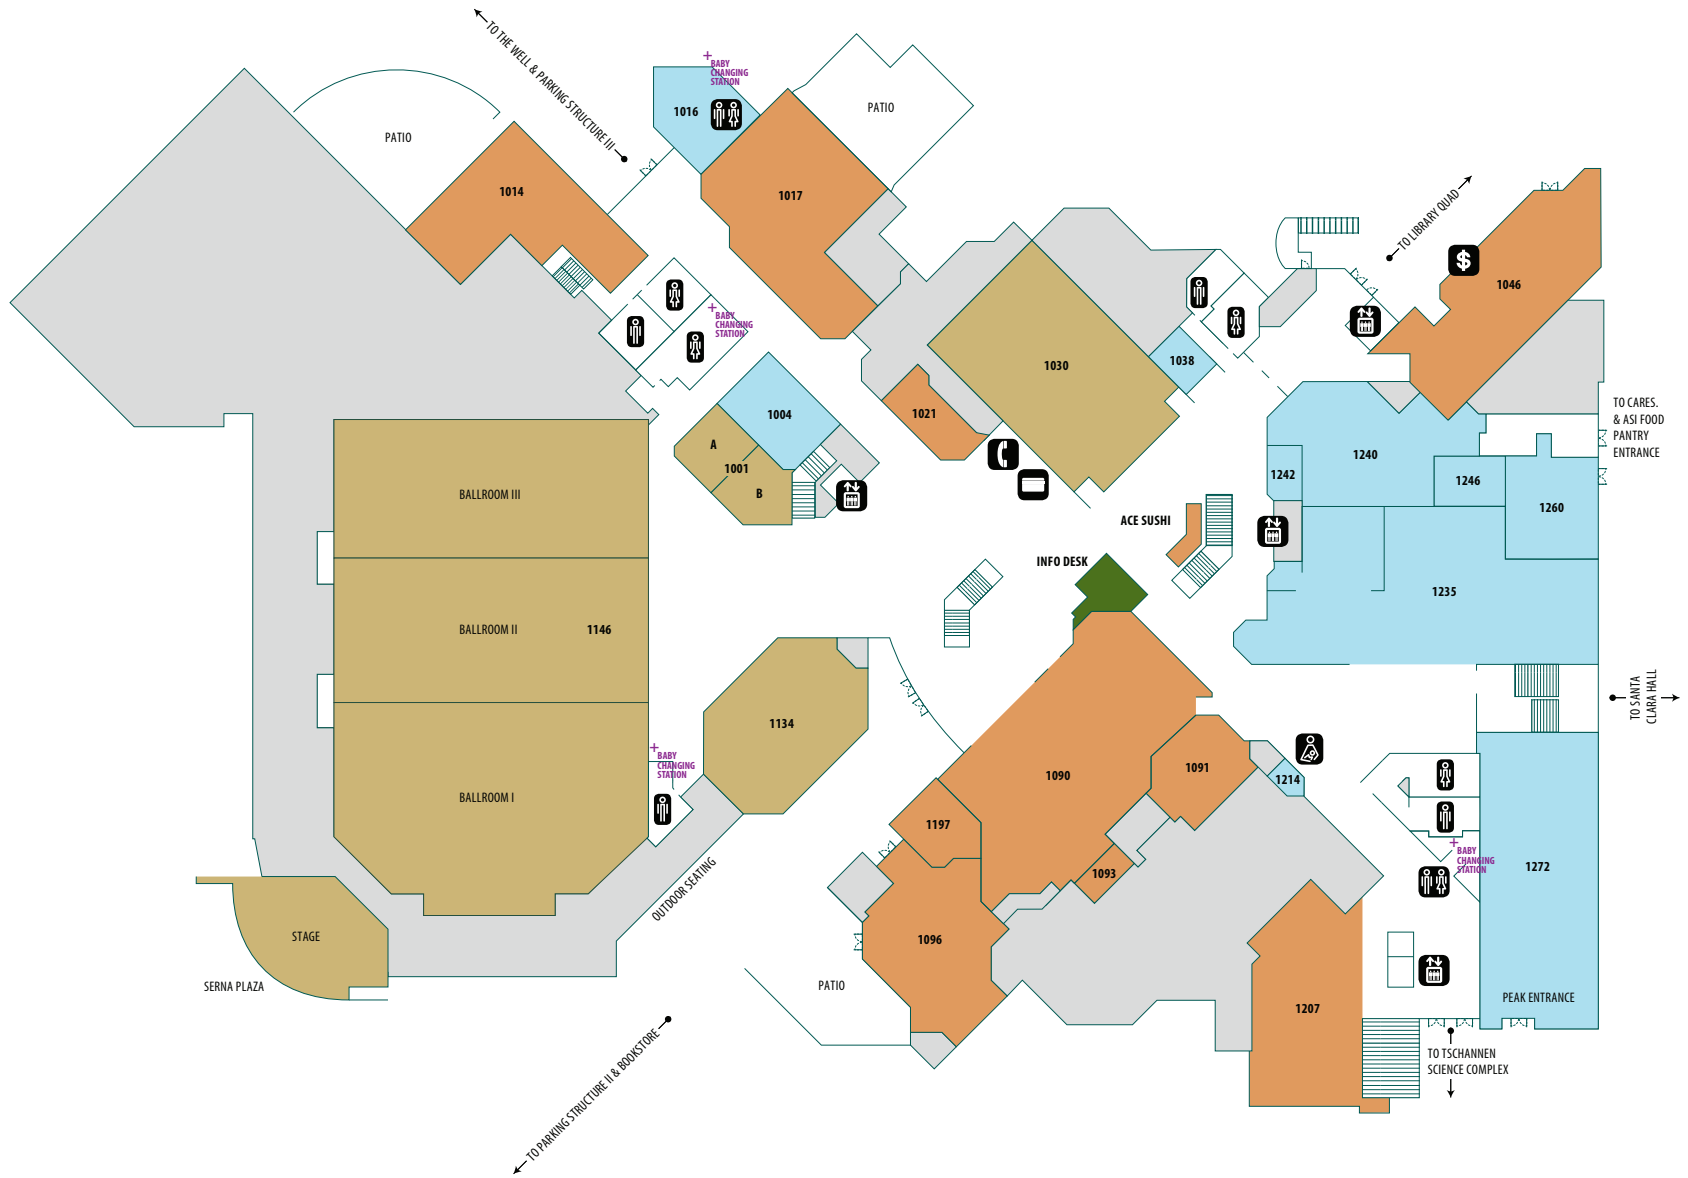 TO THE WELL & PARKING STRUCTURE III
BABY
CHANGING
STATION
1016
PATIO
PATIO
1014
1017
TO LIBRARY QUAD
$
1046
BABY
CHANGING
STATION
1030
1038
1004
1021
A
1001
B
TO CARES.
& ASI FOOD
PANTRY
ENTRANCE
1240
1242
1246
1260
BALLROOM III
ACE SUSHI
INFO DESK
1235
BALLROOM II
1146
TO SANTA
CLARA HALL
1134
BABY
CHANGING
STATION
1090
1091
1214
BALLROOM I
1197
1093
BABY
CHANGING
STATION
1272
OUTDOOR SEATING
STAGE
1096
SERNA PLAZA
PATIO
1207
PEAK ENTRANCE
TO TSCHANNEN
SCIENCE COMPLEX
TO PARKING STRUCTURE II & BOOKSTORE